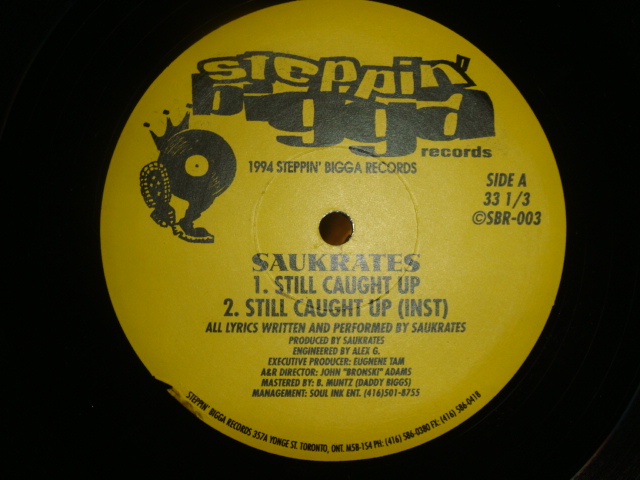 STEPPIN'
BIGGA
records
1994 STEPPIN' BIGGA RECORDS
SIDE A
33 1/3
©SBR-003
SAUKRATES
1. STILL CAUGHT UP
2. STILL CAUGHT UP (INST)
ALL LYRICS WRITTEN AND PERFORMED BY SAUKRATES
PRODUCED BY SAUKRATES
ENGINEERED BY ALEX G.
EXECUTIVE PRODUCER: EUGNENE TAM
A&R DIRECTOR: JOHN "BRONSKI" ADAMS
MASTERED BY: B. MUNTZ (DADDY BIGGS)
MANAGEMENT: SOUL INK ENT. (416)501-8755
STEPPIN' BIGGA RECORDS 357A YONGE ST. TORONTO, ONT. M5B-1S4 PH: (416) 586-0380 FX: (416) 586-0418